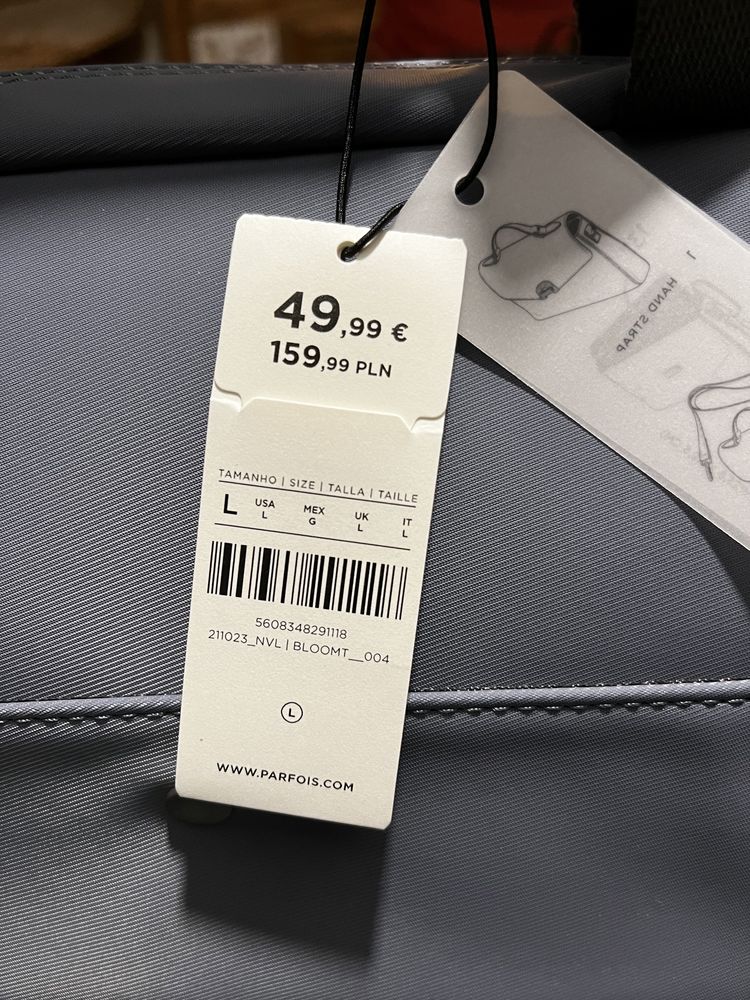 49,99 €
159,99 PLN
TAMANHO | SIZE | TALLA | TAILLE
L USA L MEX G UK L IT L
5608348291118
211023_NVL | BLOOMT__004
L
WWW.PARFOIS.COM
1
HAND STRAP